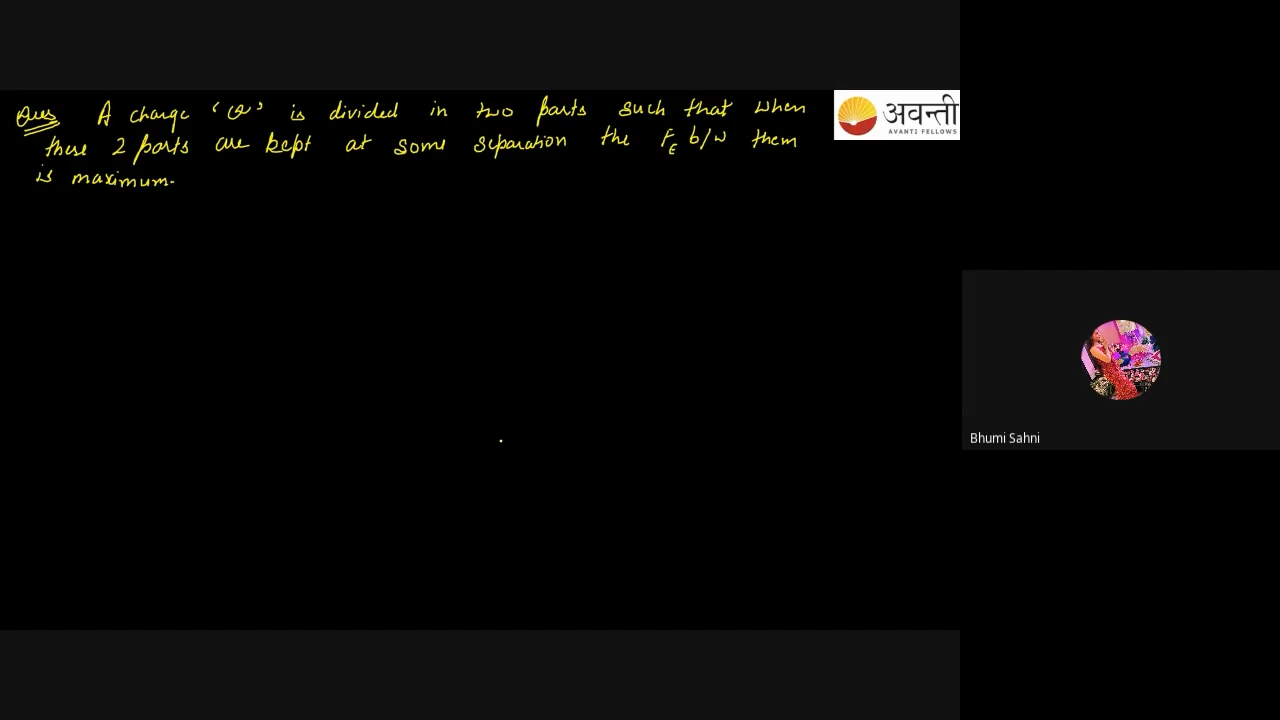 Ques A charge 'Q' is divided in two parts such that when
these 2 parts are kept at some separation the F_E b/w them
is maximum.
अवन्ती
AVANTI FELLOWS
Bhumi Sahni